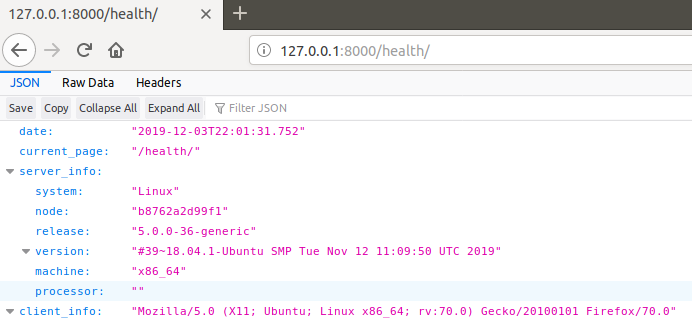 127.0.0.1:8000/health/
127.0.0.1:8000/health/
JSON Raw Data Headers
Save Copy Collapse All Expand All Filter JSON
date: "2019-12-03T22:01:31.752"
current_page: "/health/"
server_info:
system: "Linux"
node: "b8762a2d99f1"
release: "5.0.0-36-generic"
version: "#39~18.04.1-Ubuntu SMP Tue Nov 12 11:09:50 UTC 2019"
machine: "x86_64"
processor: ""
client_info: "Mozilla/5.0 (X11; Ubuntu; Linux x86_64; rv:70.0) Gecko/20100101 Firefox/70.0"